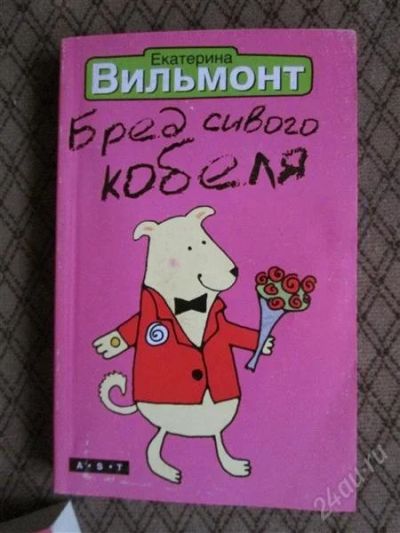 Екатерина
Вильмонт
Бред сивого
кобеля
A·S·T
24au.ru